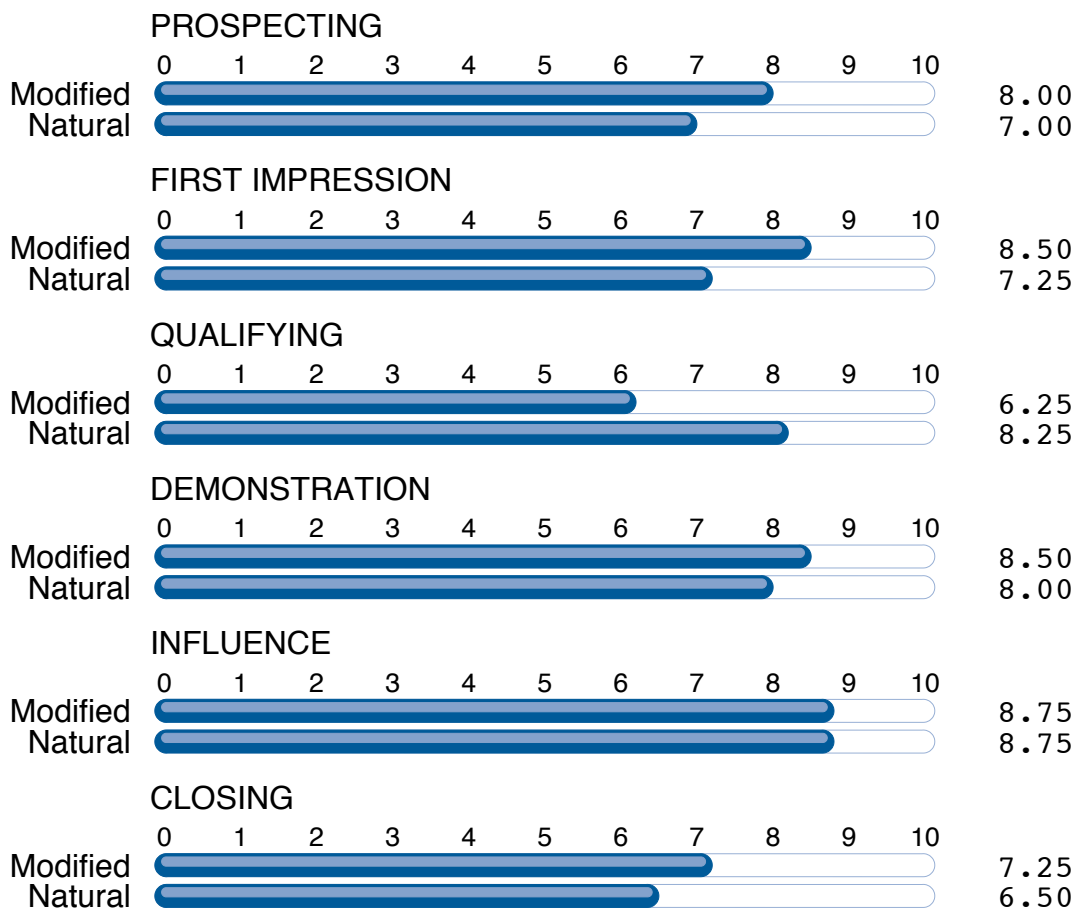 PROSPECTING
0 1 2 3 4 5 6 7 8 9 10
Modified 8.00
Natural 7.00
FIRST IMPRESSION
0 1 2 3 4 5 6 7 8 9 10
Modified 8.50
Natural 7.25
QUALIFYING
0 1 2 3 4 5 6 7 8 9 10
Modified 6.25
Natural 8.25
DEMONSTRATION
0 1 2 3 4 5 6 7 8 9 10
Modified 8.50
Natural 8.00
INFLUENCE
0 1 2 3 4 5 6 7 8 9 10
Modified 8.75
Natural 8.75
CLOSING
0 1 2 3 4 5 6 7 8 9 10
Modified 7.25
Natural 6.50